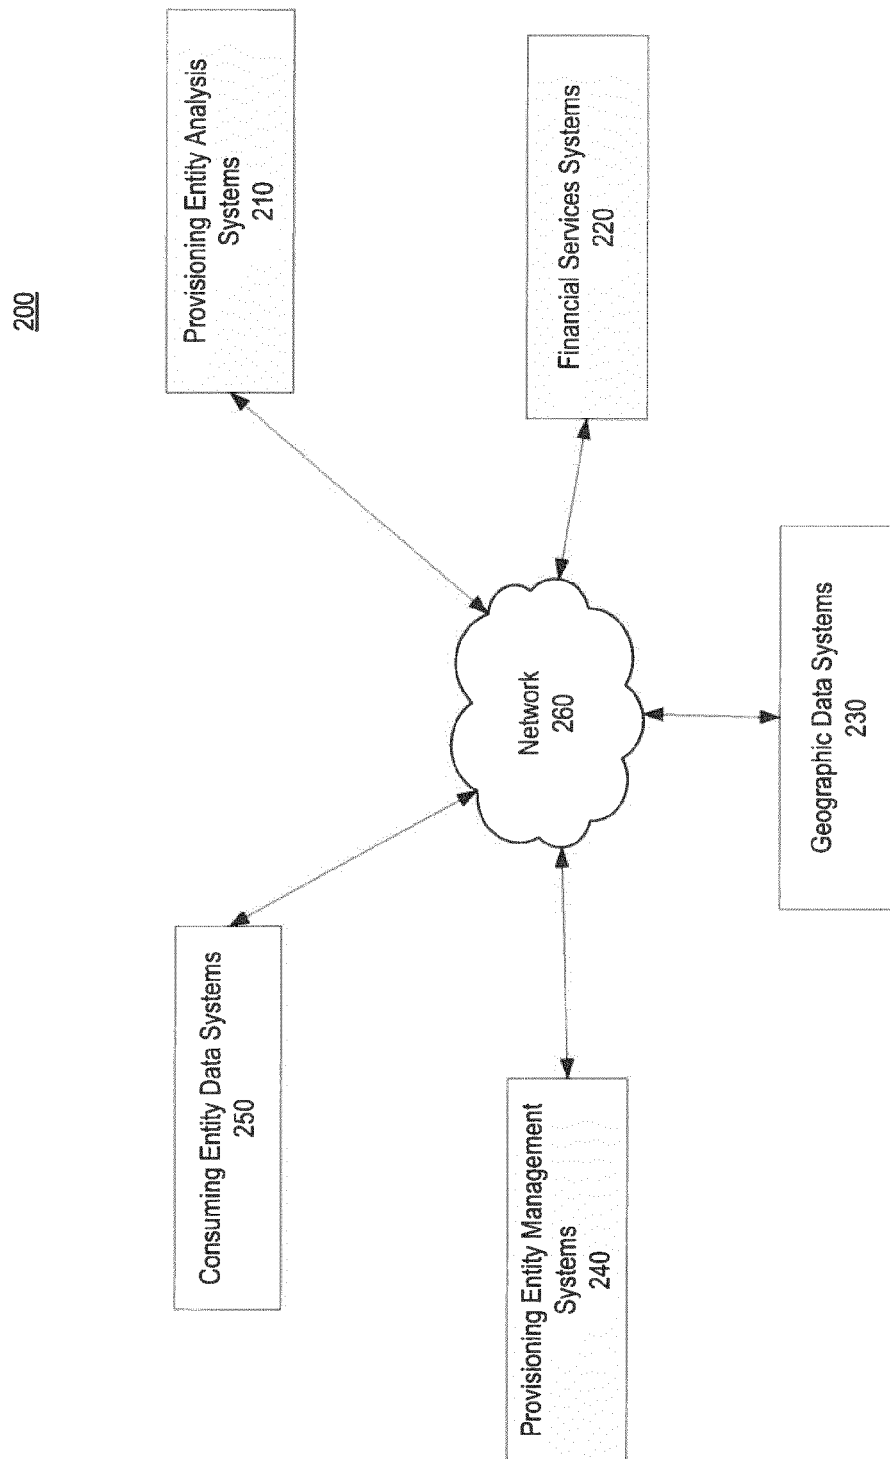 200
Provisioning Entity Analysis
Systems
210
Consuming Entity Data Systems
250
Network
260
Financial Services Systems
220
Provisioning Entity Management
Systems
240
Geographic Data Systems
230